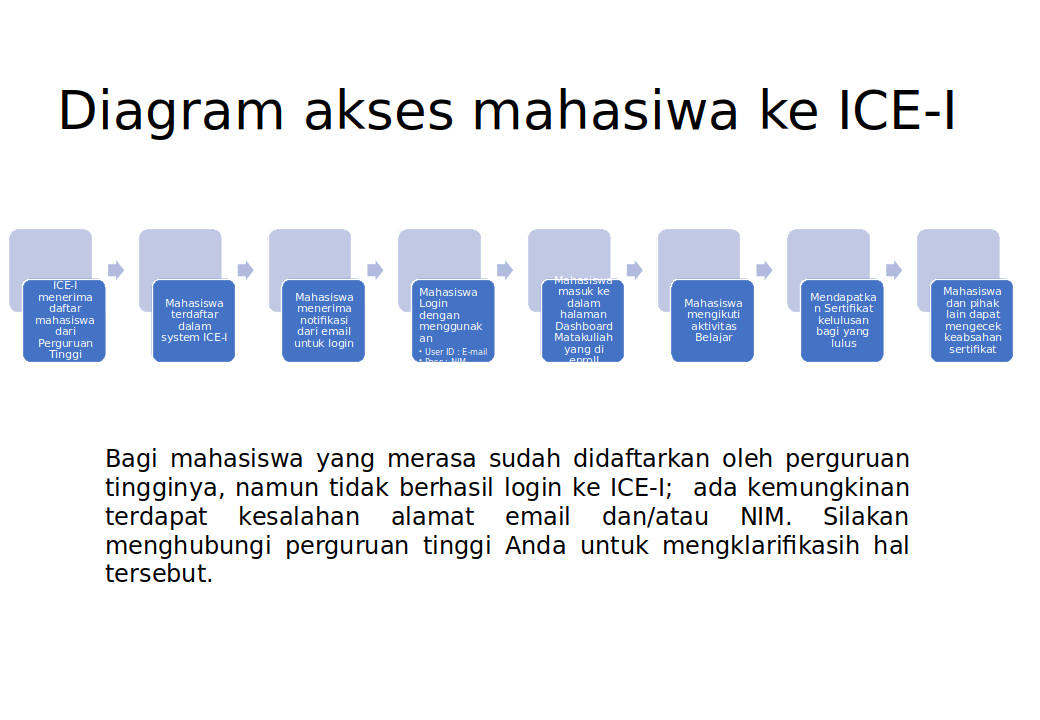 Diagram akses mahasiwa ke ICE-I
ICE-I
menerima
daftar
mahasiswa
dari
Perguruan
Tinggi
Mahasiswa
terdaftar
dalam
system ICE-I
Mahasiswa
menerima
notifikasi
dari email
untuk login
Mahasiswa
Login
dengan
menggunak
an
• User ID : E-mail
• Pass : NIM
Mahasiswa
masuk ke
dalam
halaman
Dashboard
Matakuliah
yang di
enroll
Mahasiswa
mengikuti
aktivitas
Belajar
Mendapatka
n Sertifikat
kelulusan
bagi yang
lulus
Mahasiswa
dan pihak
lain dapat
mengecek
keabsahan
sertifikat
Bagi mahasiswa yang merasa sudah didaftarkan oleh perguruan
tingginya, namun tidak berhasil login ke ICE-I; ada kemungkinan
terdapat kesalahan alamat email dan/atau NIM. Silakan
menghubungi perguruan tinggi Anda untuk mengklarifikasih hal
tersebut.